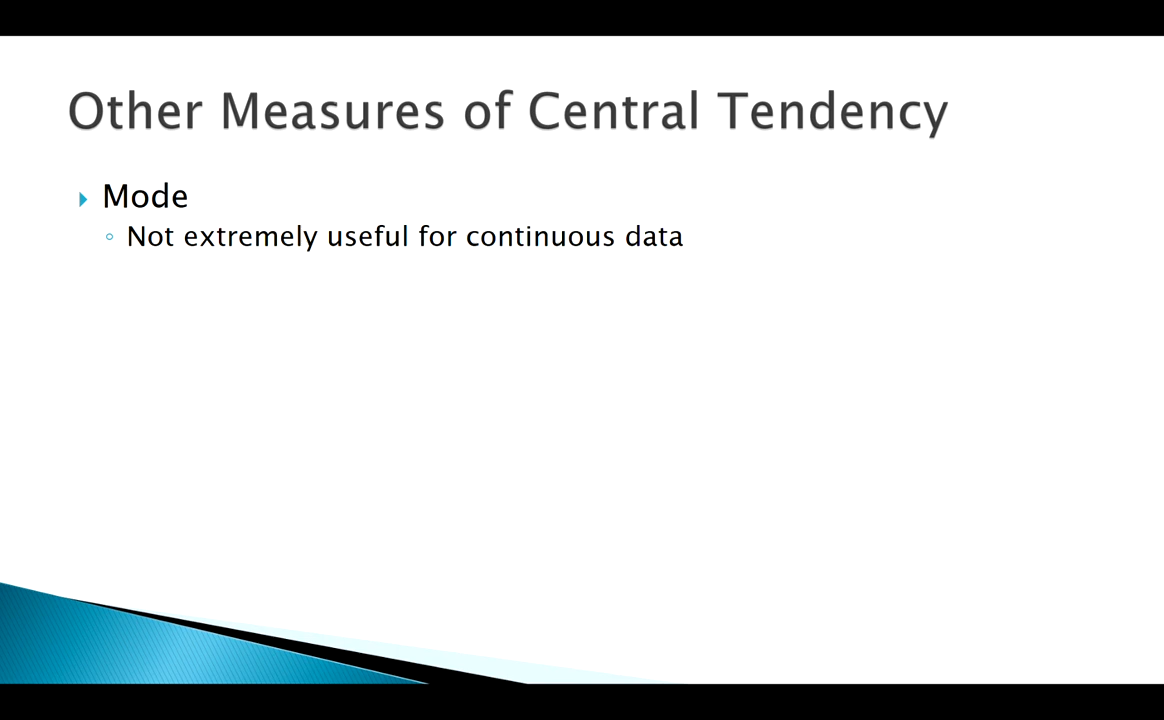 Other Measures of Central Tendency
Mode
Not extremely useful for continuous data